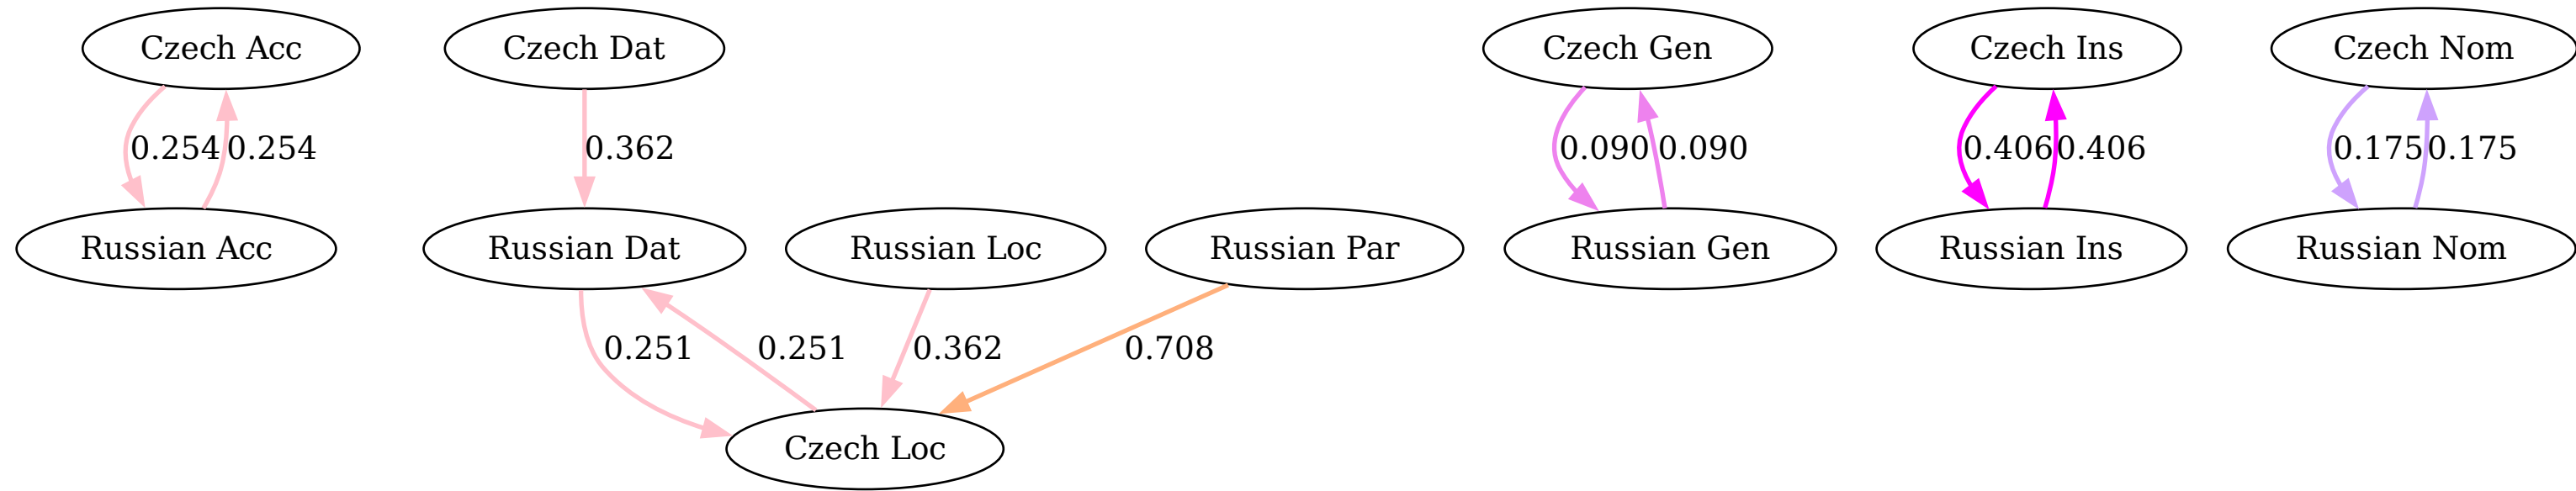 Czech Acc
Czech Dat
Czech Gen
Czech Ins
Czech Nom
0.254
0.254
0.362
0.090
0.090
0.406
0.406
0.175
0.175
Russian Acc
Russian Dat
Russian Loc
Russian Par
Russian Gen
Russian Ins
Russian Nom
0.251
0.251
0.362
0.708
Czech Loc